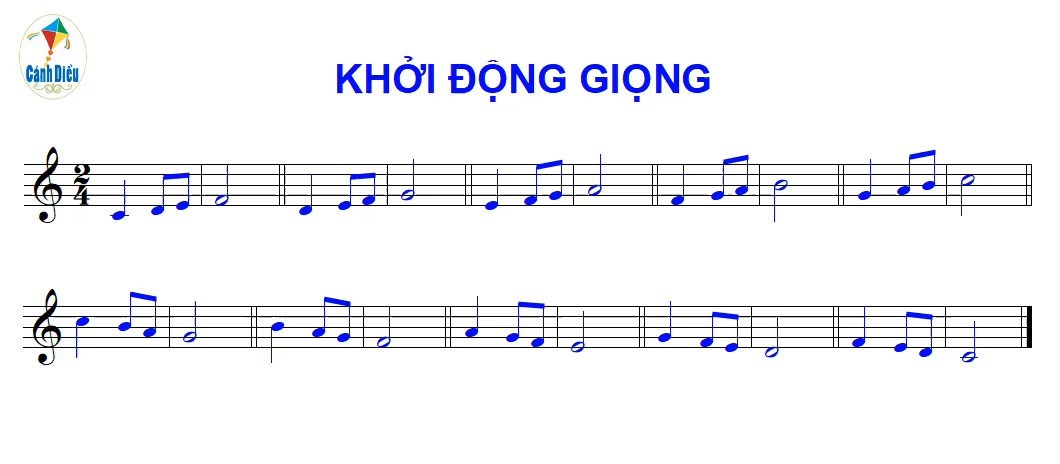 Cánh Diều
KHỞI ĐỘNG GIỌNG
2
4